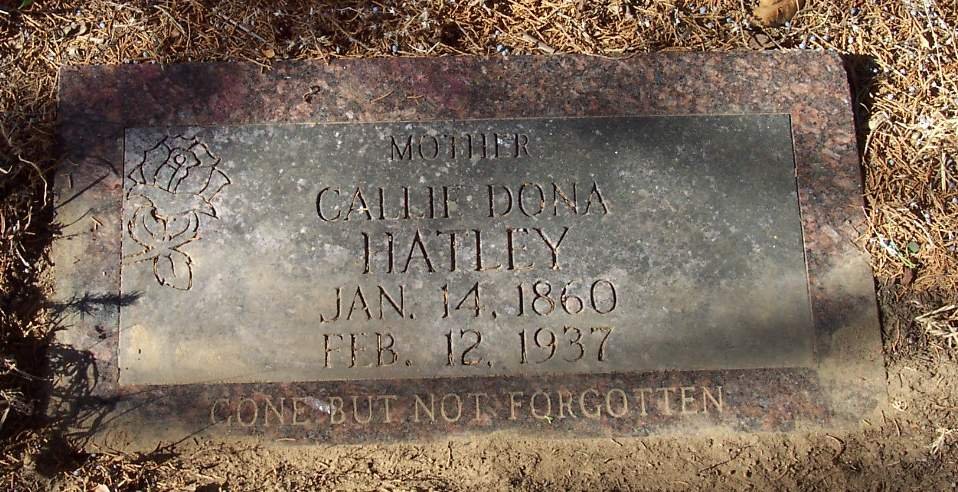 MOTHER
CALLIE DONA
HATLEY
JAN. 14, 1860
FEB. 12, 1937
GONE BUT NOT FORGOTTEN